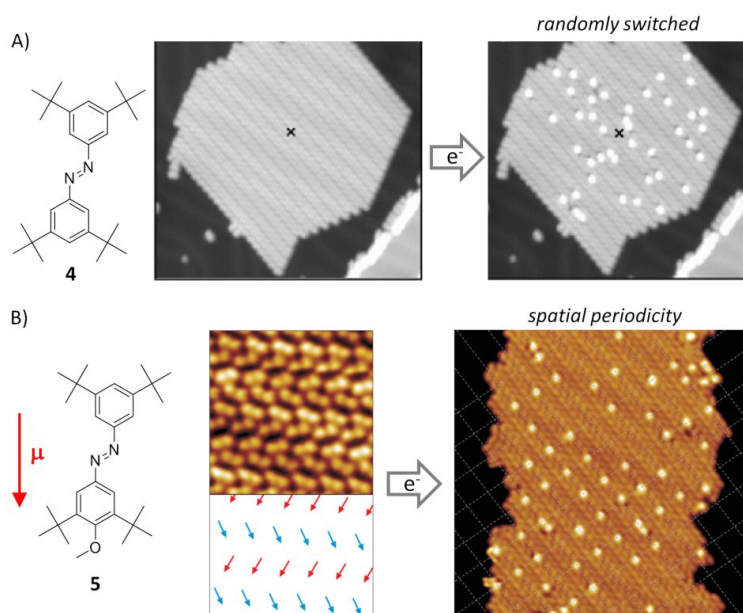 A)
randomly switched
N
N
e-
4
B)
spatial periodicity
μ
N
N
e-
O
5